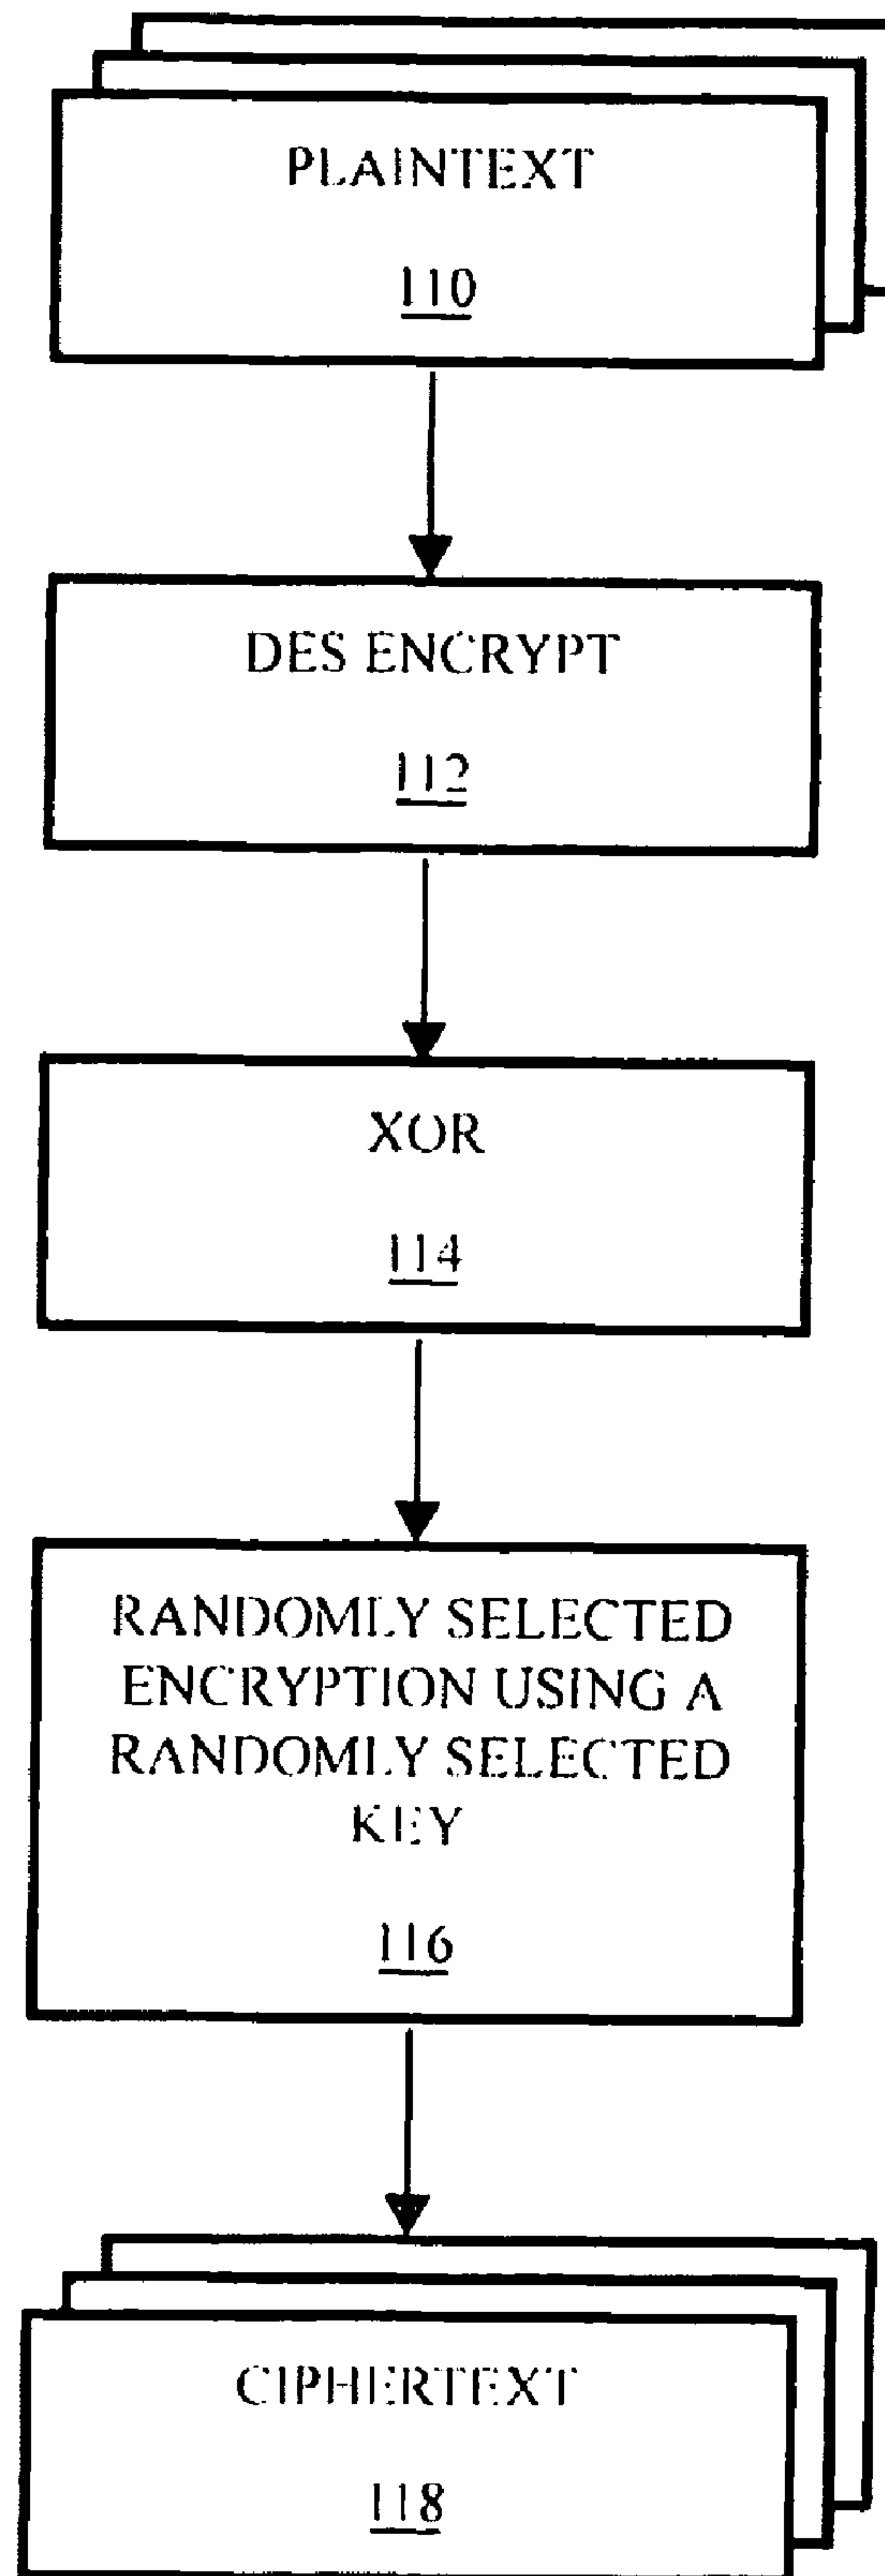 PLAINTEXT
110
DES ENCRYPT
112
XOR
114
RANDOMLY SELECTED
ENCRYPTION USING A
RANDOMLY SELECTED
KEY
116
CIPHERTEXT
118